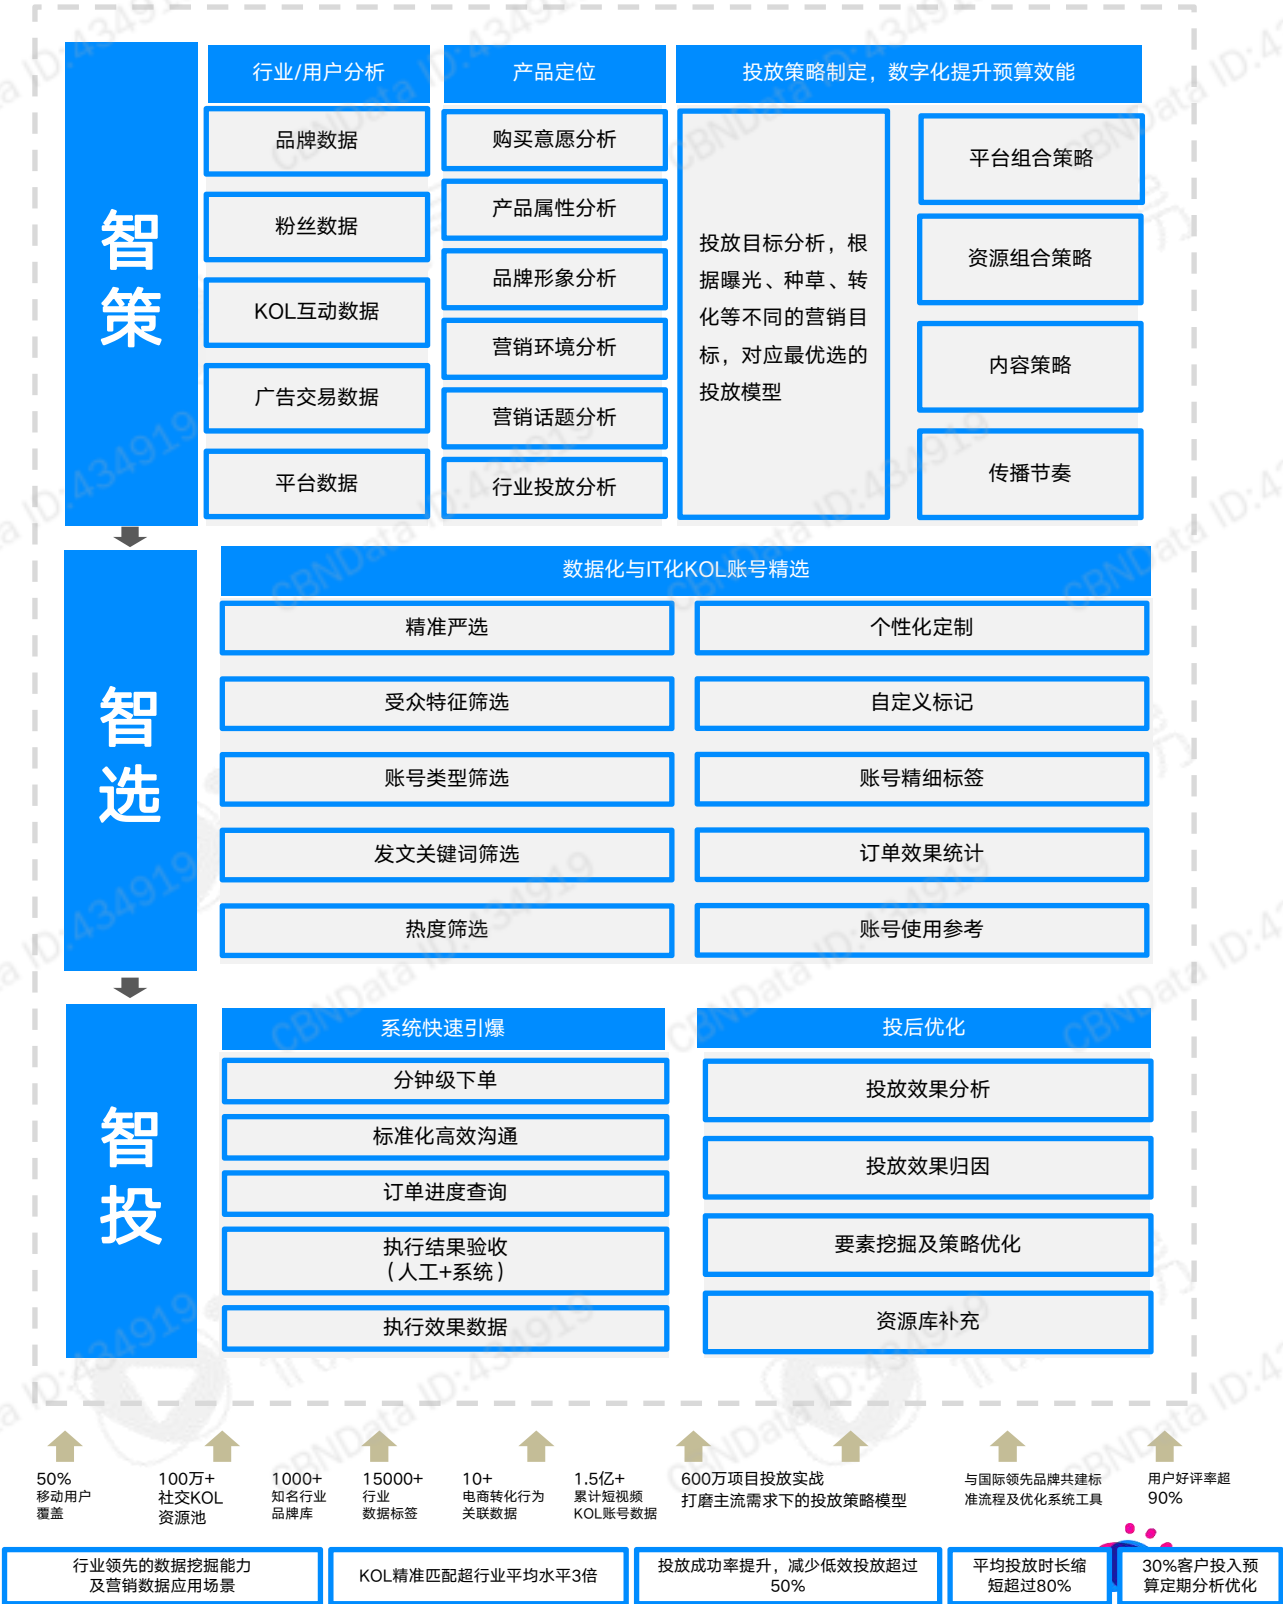 智
策
行业/用户分析
品牌数据
粉丝数据
KOL互动数据
广告交易数据
平台数据
产品定位
购买意愿分析
产品属性分析
品牌形象分析
营销环境分析
营销话题分析
行业投放分析
投放策略制定，数字化提升预算效能
投放目标分析，根
据曝光、种草、转
化等不同的营销目
标，对应最优选的
投放模型
平台组合策略
资源组合策略
内容策略
传播节奏
智
选
数据化与IT化KOL账号精选
精准严选
个性化定制
受众特征筛选
自定义标记
账号类型筛选
账号精细标签
发文关键词筛选
订单效果统计
热度筛选
账号使用参考
智
投
系统快速引爆
分钟级下单
标准化高效沟通
订单进度查询
执行结果验收
（人工+系统）
执行效果数据
投后优化
投放效果分析
投放效果归因
要素挖掘及策略优化
资源库补充
50%
移动用户
覆盖
100万+
社交KOL
资源池
1000+
知名行业
品牌库
15000+
行业
数据标签
10+
电商转化行为
关联数据
1.5亿+
累计短视频
KOL账号数据
600万项目投放实战
打磨主流需求下的投放策略模型
与国际领先品牌共建标
准流程及优化系统工具
用户好评率超
90%
行业领先的数据挖掘能力
及营销数据应用场景
KOL精准匹配超行业平均水平3倍
投放成功率提升，减少低效投放超过
50%
平均投放时长缩
短超过80%
30%客户投入预
算定期分析优化
CBNData ID:434919